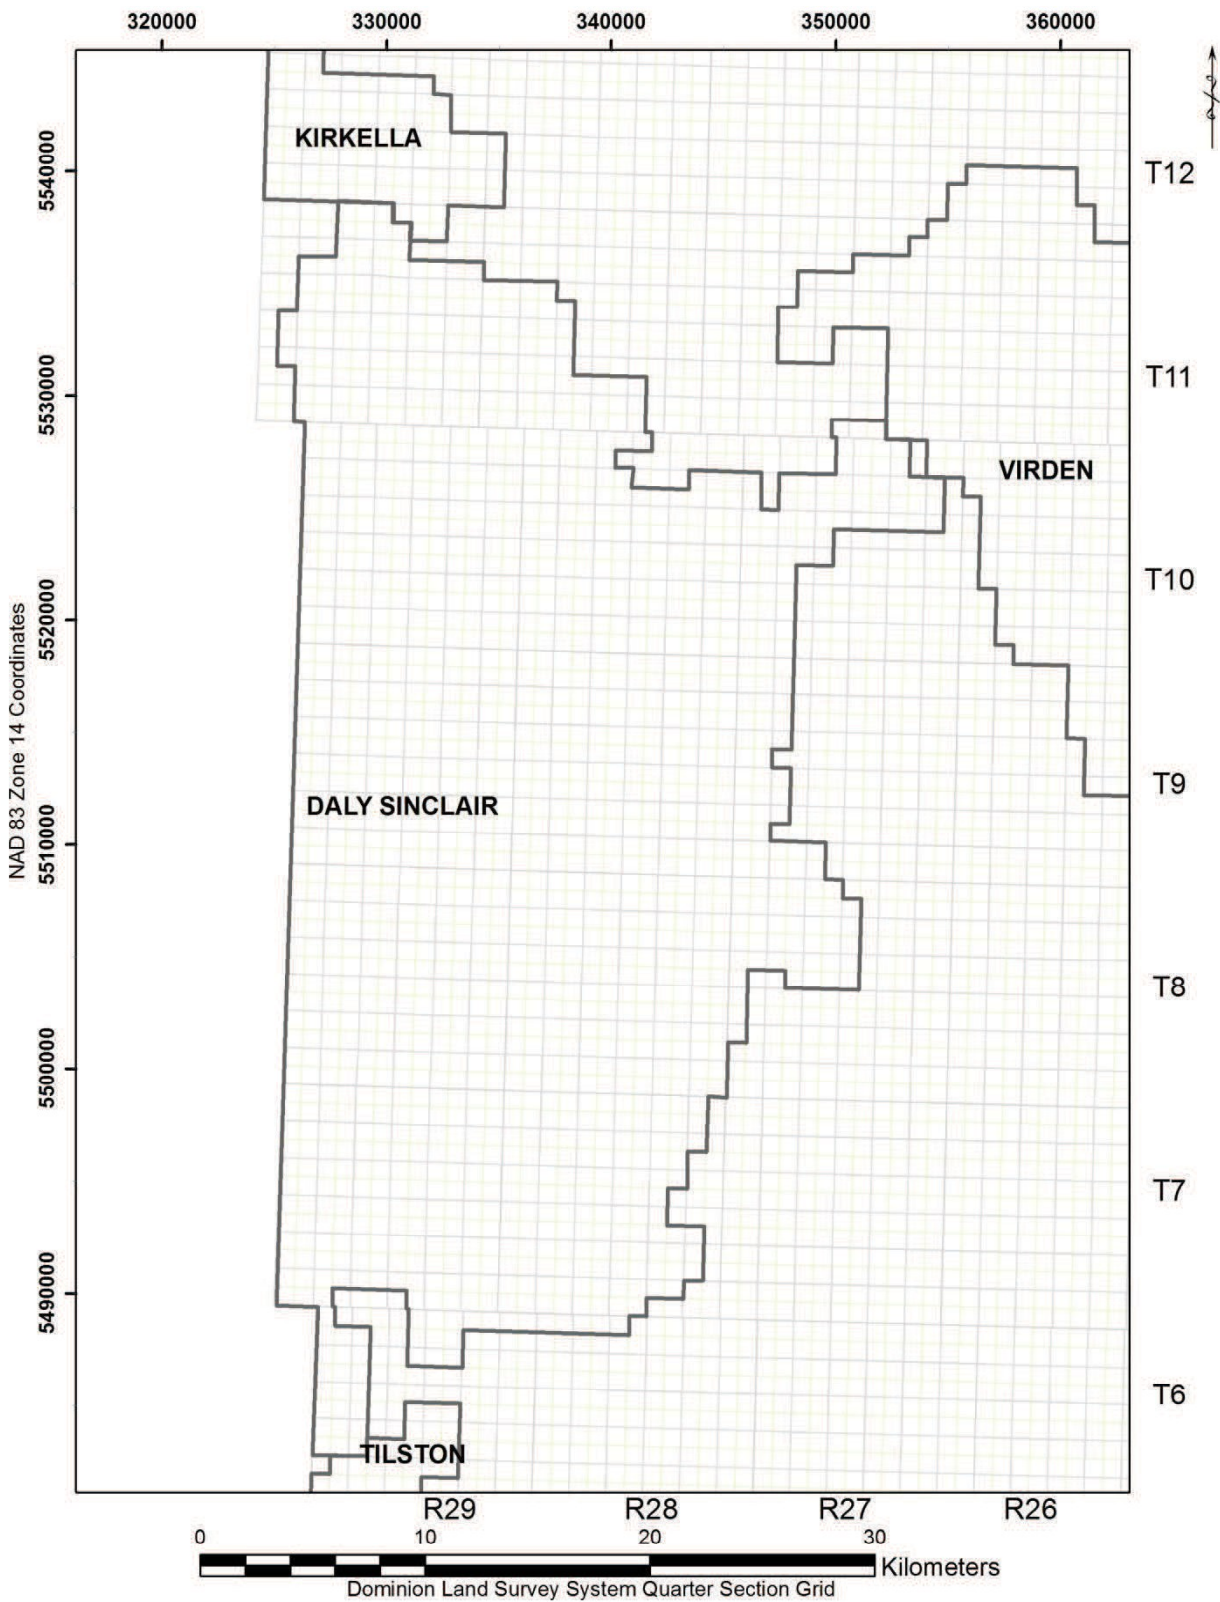 320000 330000 340000 350000 360000
KIRKELLA
5540000
T12
T11
5530000
VIRDEN
T10
5520000
NAD 83 Zone 14 Coordinates
T9
DALY SINCLAIR
5510000
T8
5500000
T7
5490000
T6
TILSTON
R29 R28 R27 R26
0 10 20 30
Kilometers
Dominion Land Survey System Quarter Section Grid